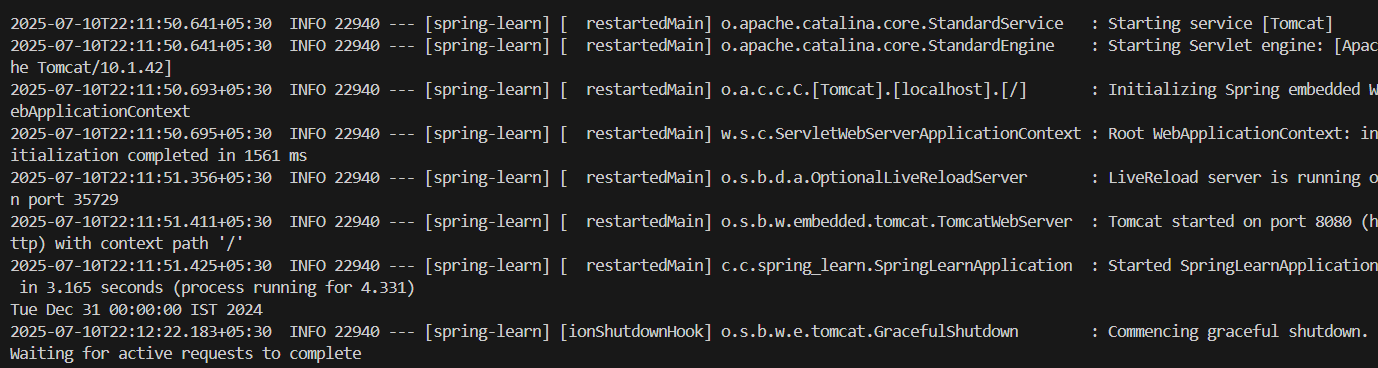 2025-07-10T22:11:50.641+05:30  INFO 22940 --- [spring-learn] [  restartedMain] o.apache.catalina.core.StandardService   : Starting service [Tomcat]
2025-07-10T22:11:50.641+05:30  INFO 22940 --- [spring-learn] [  restartedMain] o.apache.catalina.core.StandardEngine    : Starting Servlet engine: [Apac
he Tomcat/10.1.42]
2025-07-10T22:11:50.693+05:30  INFO 22940 --- [spring-learn] [  restartedMain] o.a.c.c.C.[Tomcat].[localhost].[/]       : Initializing Spring embedded W
ebApplicationContext
2025-07-10T22:11:50.695+05:30  INFO 22940 --- [spring-learn] [  restartedMain] w.s.c.ServletWebServerApplicationContext : Root WebApplicationContext: in
itialization completed in 1561 ms
2025-07-10T22:11:51.356+05:30  INFO 22940 --- [spring-learn] [  restartedMain] o.s.b.d.a.OptionalLiveReloadServer       : LiveReload server is running o
n port 35729
2025-07-10T22:11:51.411+05:30  INFO 22940 --- [spring-learn] [  restartedMain] o.s.b.w.embedded.tomcat.TomcatWebServer  : Tomcat started on port 8080 (h
ttp) with context path '/'
2025-07-10T22:11:51.425+05:30  INFO 22940 --- [spring-learn] [  restartedMain] c.c.spring_learn.SpringLearnApplication  : Started SpringLearnApplication
 in 3.165 seconds (process running for 4.331)
Tue Dec 31 00:00:00 IST 2024
2025-07-10T22:12:22.183+05:30  INFO 22940 --- [spring-learn] [ionShutdownHook] o.s.b.w.e.tomcat.GracefulShutdown        : Commencing graceful shutdown.
Waiting for active requests to complete